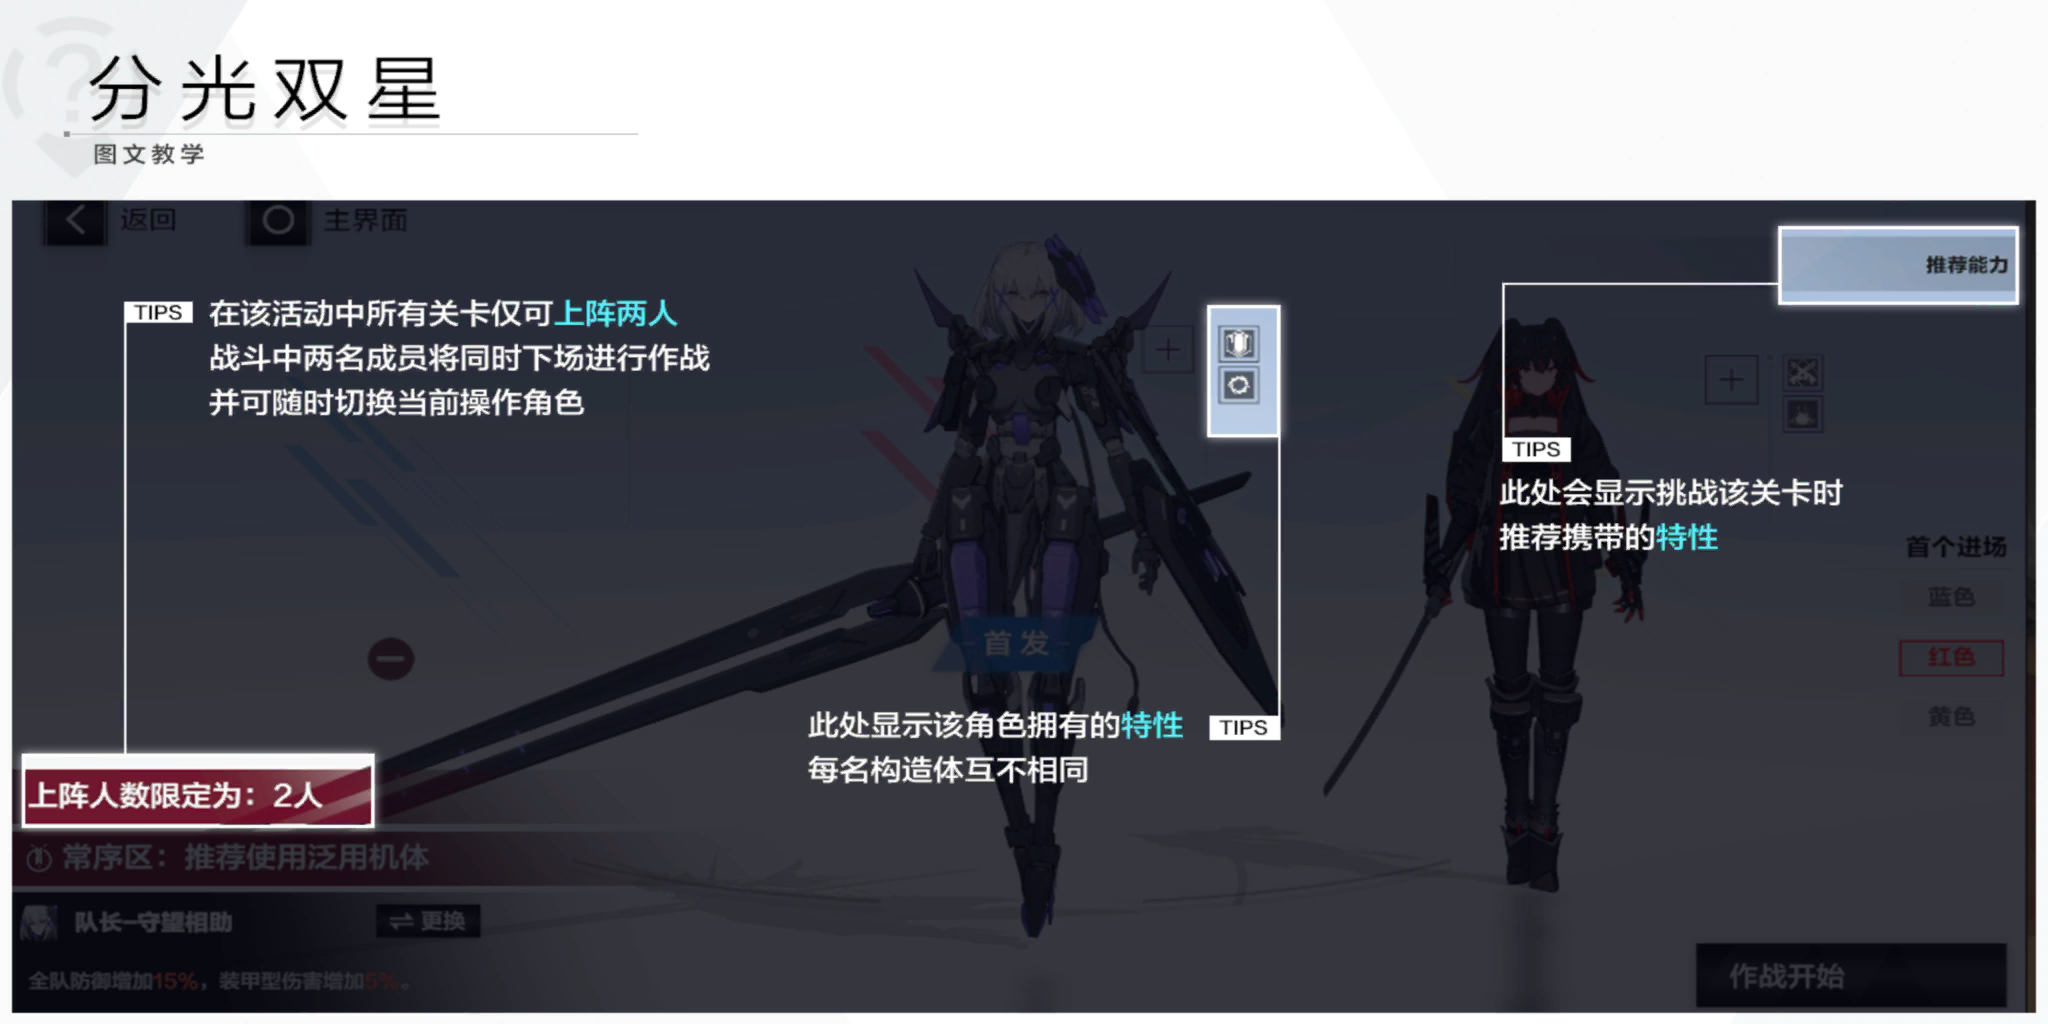 分光双星
图文教学
返回
主界面
推荐能力
TIPS
在该活动中所有关卡仅可上阵两人
战斗中两名成员将同时下场进行作战
并可随时切换当前操作角色
TIPS
此处会显示挑战该关卡时
推荐携带的特性
首个进场
蓝色
红色
黄色
首发
此处显示该角色拥有的特性
每名构造体互不相同
TIPS
上阵人数限定为：2人
常序区：推荐使用泛用机体
队长-守望相助
更换
全队防御增加15%，装甲型伤害增加5%。
作战开始